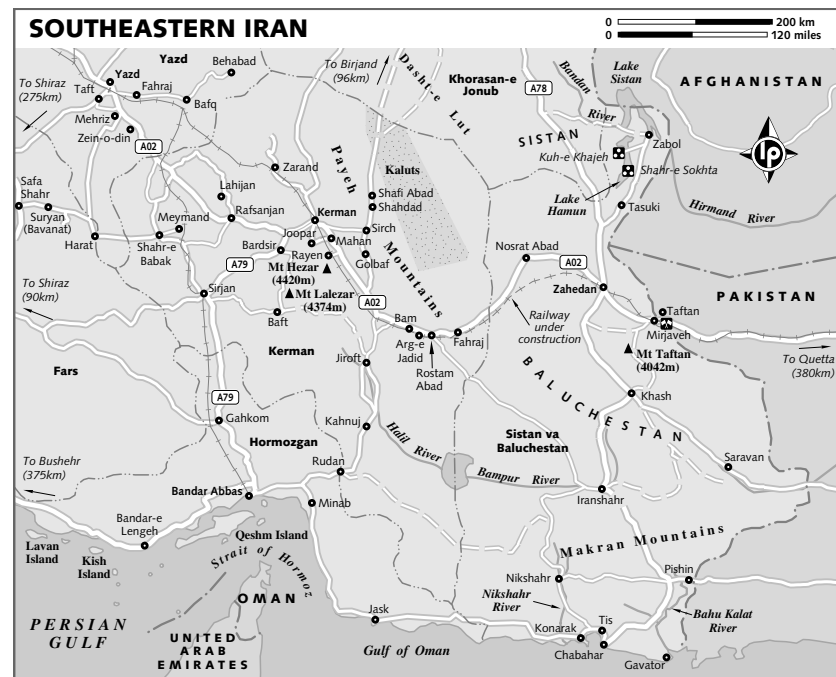 SOUTHEASTERN IRAN
0 200 km
0 120 miles
To Shiraz
(275km)
Yazd
Yazd
Taft
Fahraj
Behabad
Bafq
Mehriz
Zein-o-din
A02
To Birjand
(96km)
Dasht-e Lut
Khorasan-e
Jonub
A78
Bandan
River
Lake
Sistan
AFGHANISTAN
SISTAN
Zabol
Kuh-e Khajeh
Shahr-e Sokhta
Lake
Hamun
Tasuki
Hirmand River
LP
Safa
Shahr
Suryan
(Bavanat)
Harat
Zarand
Lahijan
Rafsanjan
Meymand
Shahr-e
Babak
Payeh
Mountains
Kaluts
Shafi Abad
Shahdad
Kerman
Sirch
Joopar
Mahan
Bardsir
Rayen
Golbaf
Mt Hezar
(4420m)
Mt Lalezar
(4374m)
A79
A02
To Shiraz
(90km)
Sirjan
Baft
Kerman
Nosrat Abad
A02
Zahedan
Railway
under
construction
PAKISTAN
Taftan
Mirjaveh
Mt Taftan
(4042m)
To Quetta
(380km)
Bam
Arg-e
Jadid
Fahraj
Rostam
Abad
Jiroft
BALUCHESTAN
Khash
Fars
A79
Gahkom
Kahnuj
Hormozgan
Halil River
Sistan va
Baluchestan
Saravan
To Bushehr
(375km)
Rudan
Bampur River
Iranshahr
Bandar Abbas
Minab
Bandar-e
Lengeh
Lavan
Island
Kish
Island
Qeshm Island
Strait of Hormoz
Makran Mountains
Nikshahr
Pishin
Nikshahr
River
Bahu Kalat
River
OMAN
Jask
Konarak
Tis
Chabahar
Gavator
PERSIAN
GULF
UNITED
ARAB
EMIRATES
Gulf of Oman